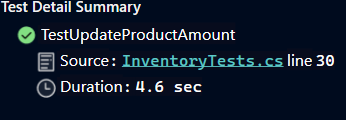 Test Detail Summary
TestUpdateProductAmount
Source: InventoryTests.cs line 30
Duration: 4.6 sec